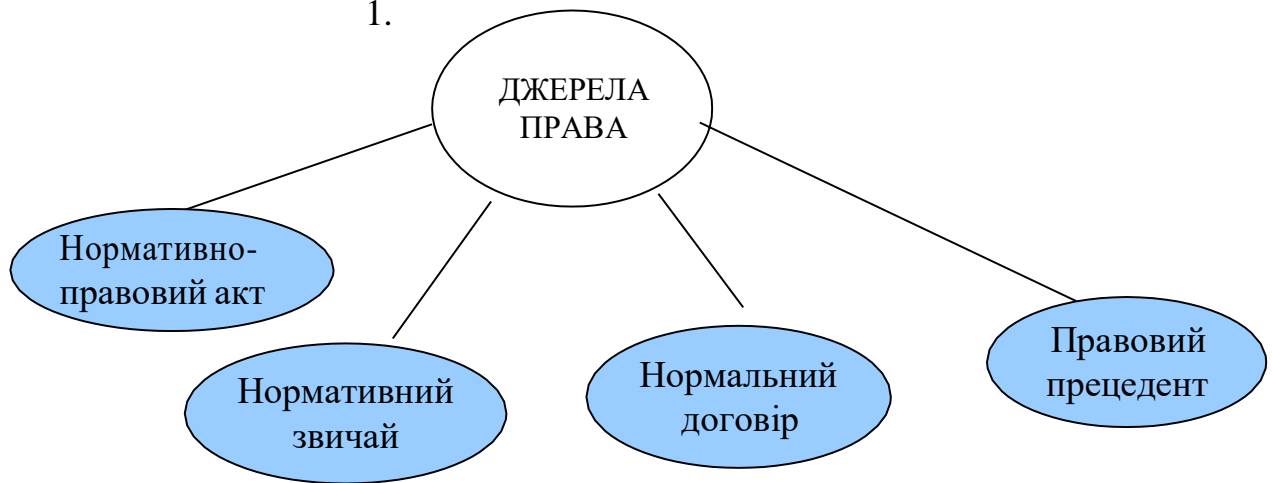 1.
ДЖЕРЕЛА
ПРАВА
Нормативно-
правовий акт
Нормативний
звичай
Нормальний
договір
Правовий
прецедент